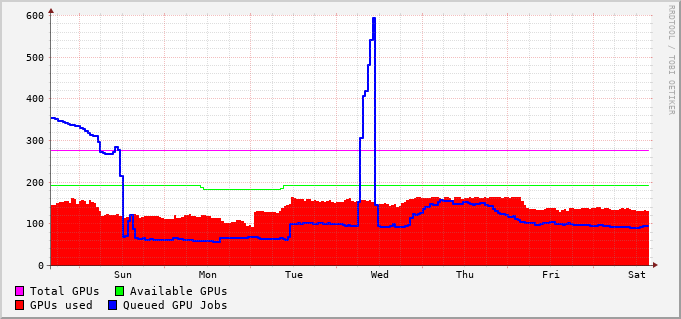 600
500
400
300
200
100
0
Sun Mon Tue Wed Thu Fri Sat
Total GPUs Available GPUs
GPUs used Queued GPU Jobs
RRDTOOL / TOBI OETIKER